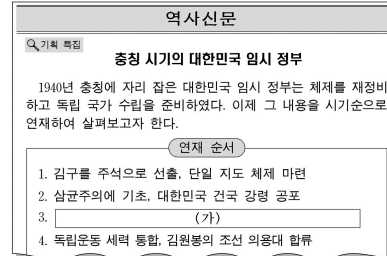 역사신문
기획 특집
충칭 시기의 대한민국 임시 정부
1940년 충칭에 자리 잡은 대한민국 임시 정부는 체제를 재정비
하고 독립 국가 수립을 준비하였다. 이제 그 내용을 시기순으로
연재하여 살펴보고자 한다.
연재 순서
1. 김구를 주석으로 선출, 단일 지도 체제 마련
2. 삼균주의에 기초, 대한민국 건국 강령 공포
3. (가)
4. 독립운동 세력 통합, 김원봉의 조선 의용대 합류